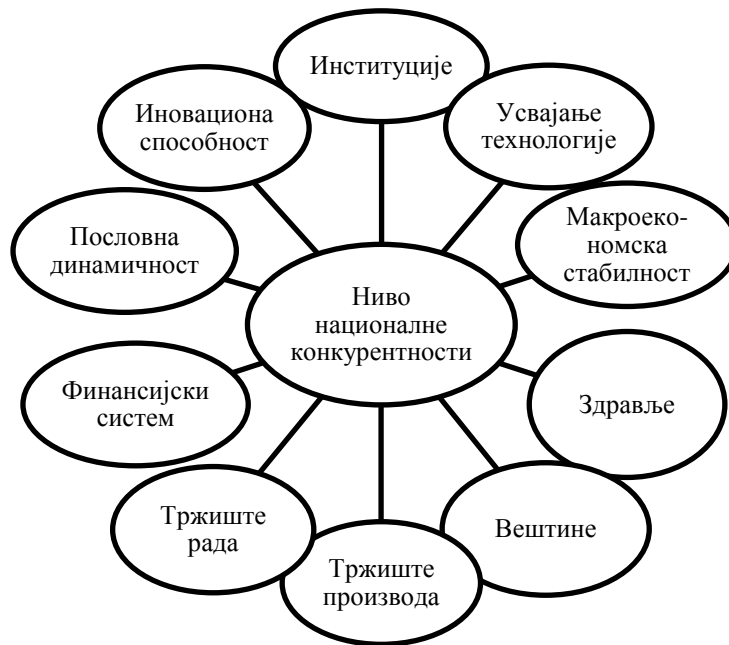 Институције
Усвајање
технологије
Макроеко-
номска
стабилност
Здравље
Вештине
Тржиште
производа
Тржиште
рада
Финансијски
систем
Пословна
динамичност
Иновациона
способност
Ниво
националне
конкурентности